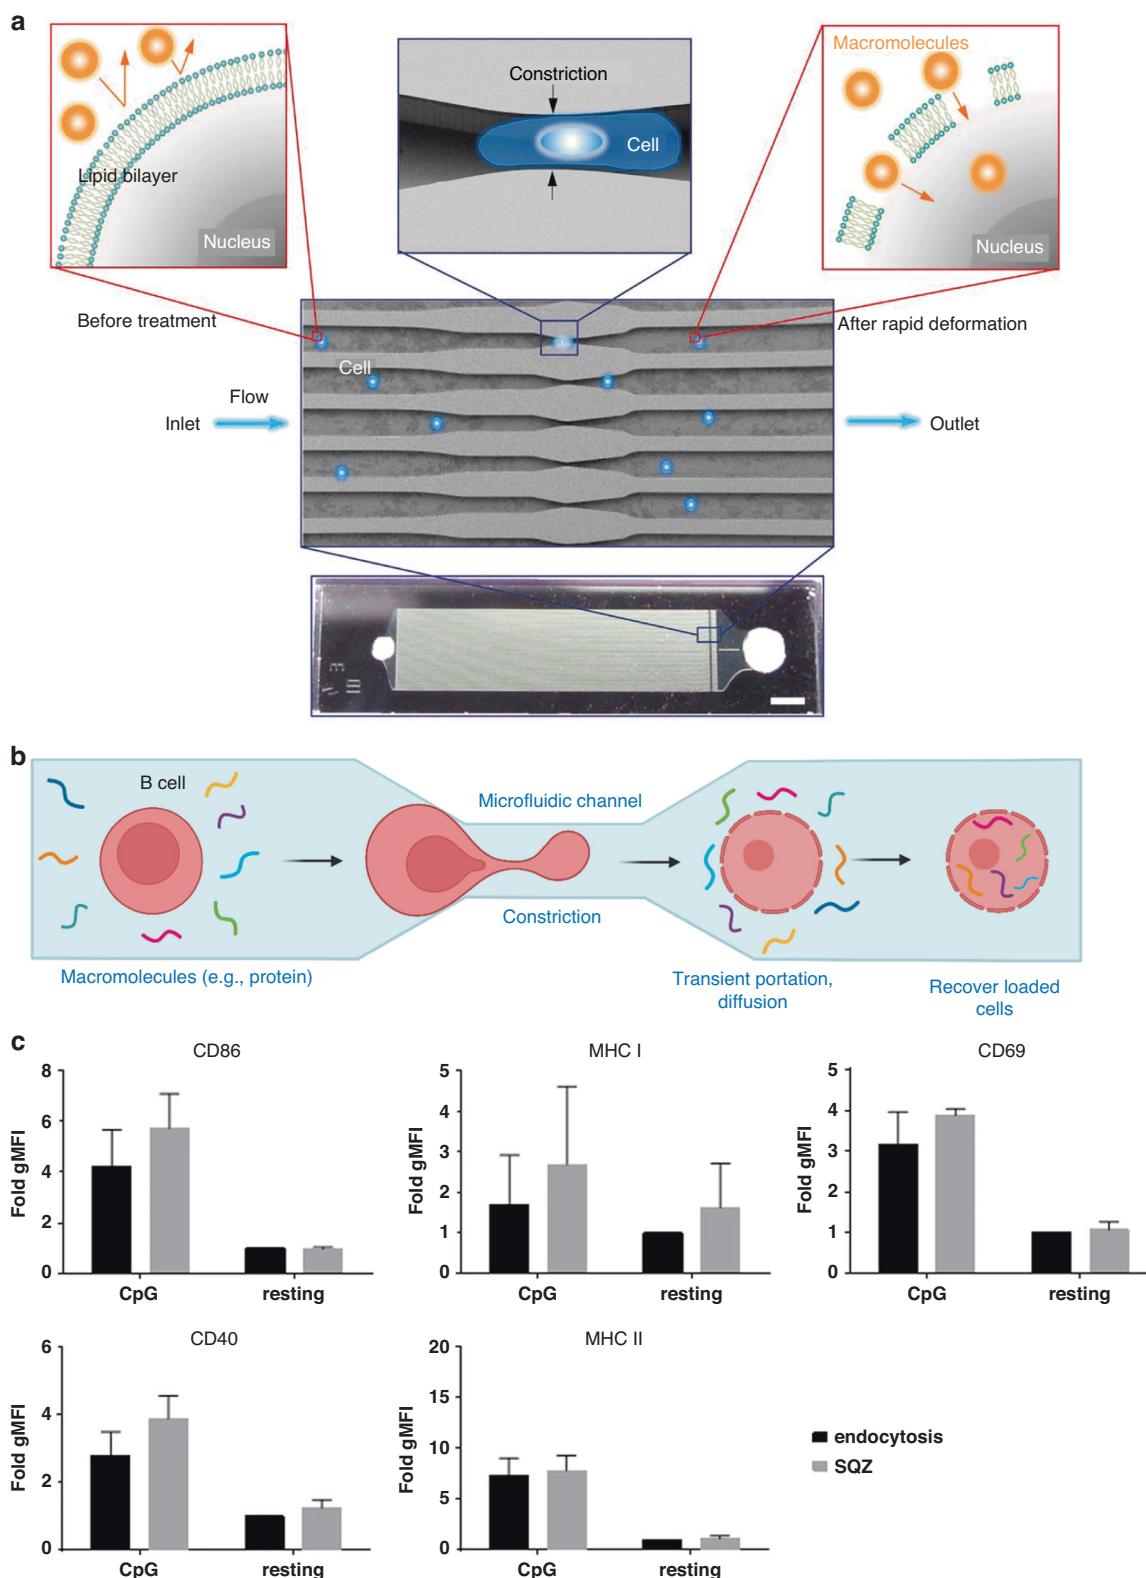 a
Macromolecules
Constriction
Cell
Lipid bilayer
Nucleus
Nucleus
Before treatment
After rapid deformation
Cell
Flow
Inlet
Outlet
b
B cell
Microfluidic channel
Constriction
Macromolecules (e.g., protein)
Transient portation,
diffusion
Recover loaded
cells
c
CD86
Fold gMFI
8
6
4
2
0
CpG
resting
MHC I
Fold gMFI
5
4
3
2
1
0
CpG
resting
CD69
Fold gMFI
5
4
3
2
1
0
CpG
resting
CD40
Fold gMFI
6
4
2
0
CpG
resting
MHC II
Fold gMFI
20
15
10
5
0
CpG
resting
endocytosis
SQZ